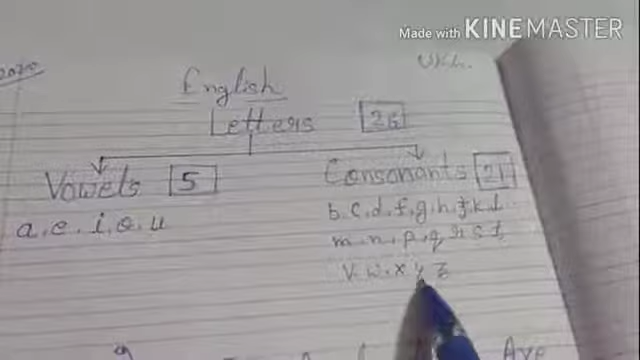 Made with KINEMASTER
English
Letters 26
Vowels 5
a, e, i, o, u
Consonants 21
b, c, d, f, g, h, j, k, l
m, n, p, q, r, s, t
v, w, x, y, z